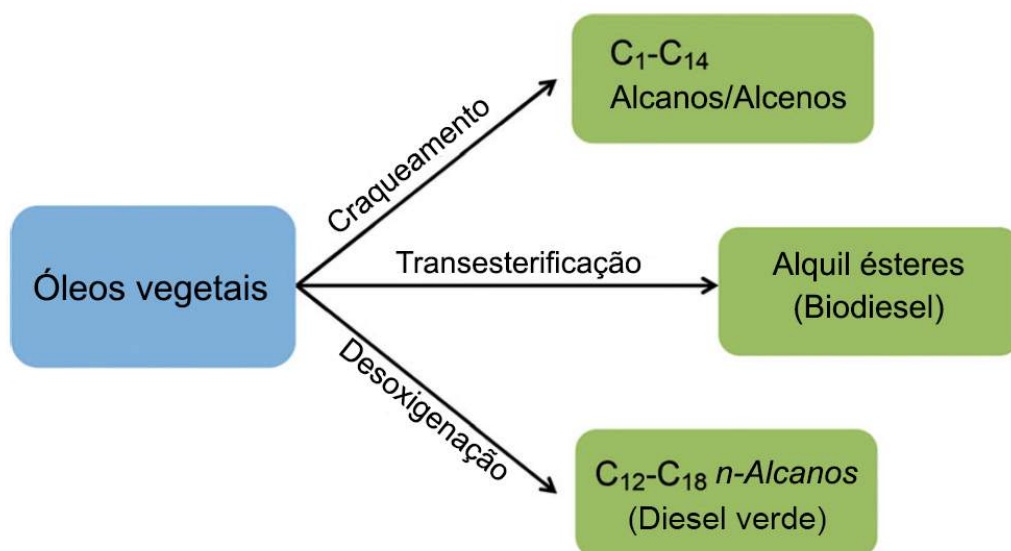 C₁-C₁₄
Alcanos/Alcenos
Craqueamento
Óleos vegetais
Transesterificação
Alquil ésteres
(Biodiesel)
Desoxigenação
C₁₂-C₁₈ n-Alcanos
(Diesel verde)